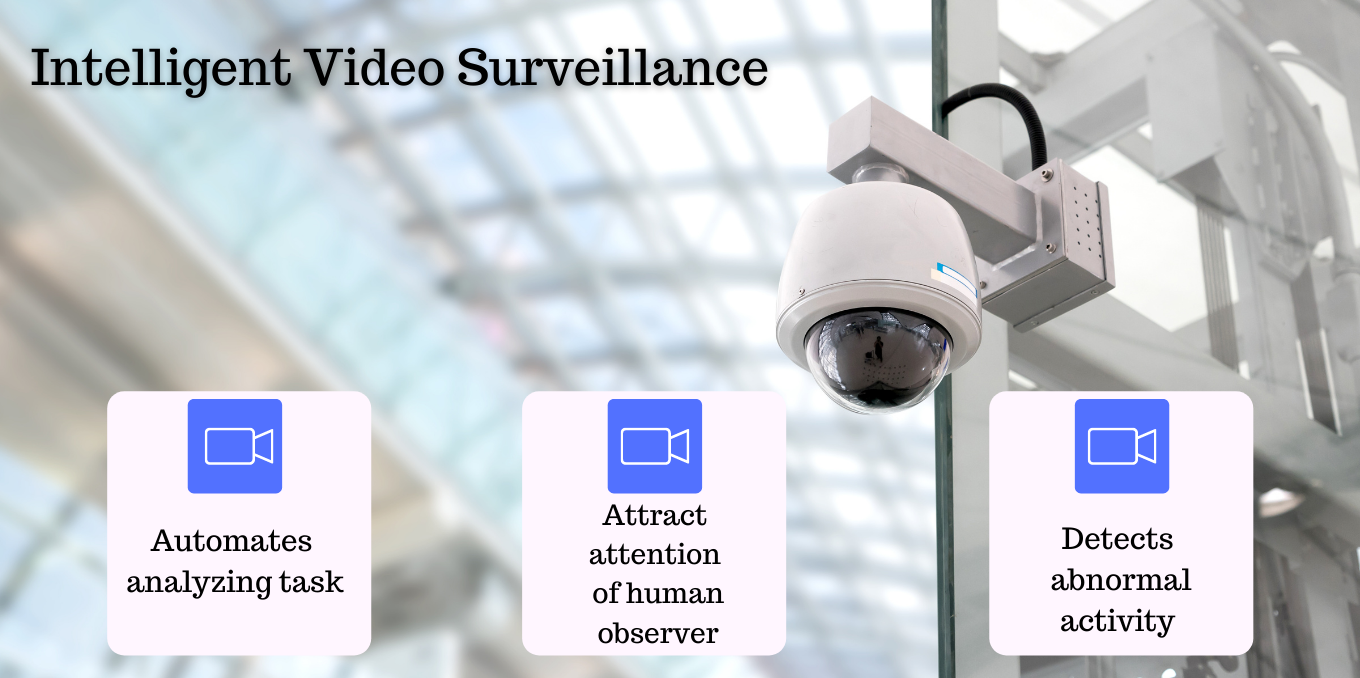 Intelligent Video Surveillance
Automates
analyzing task
Attract
attention
of human
observer
Detects
abnormal
activity